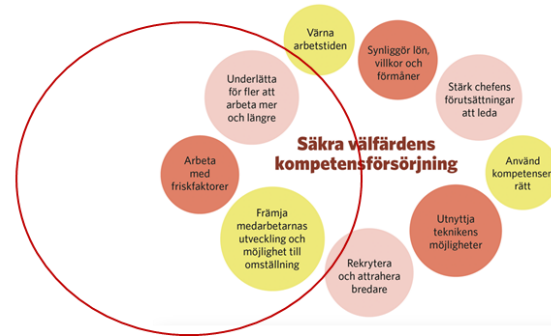 Värna
arbetstiden
Synliggör lön,
villkor och
förmåner
Underlätta
för fler att
arbeta mer
och längre
Stärk chefens
förutsättningar
att leda
Säkra välfärdens
kompetensförsörjning
Arbeta
med
friskfaktorer
Använd
kompetensen
rätt
Främja
medarbetarnas
utveckling och
möjlighet till
omställning
Utnyttja
teknikens
möjligheter
Rekrytera
och attrahera
bredare